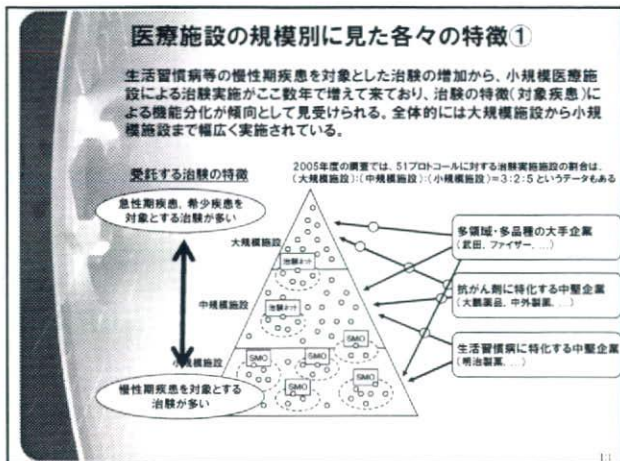 医療施設の規模別に見た各々の特徴①
生活習慣病等の慢性期疾患を対象とした治験の増加から、小規模医療施
設による治験実施がここ数年で増えて来ており、治験の特徴(対象疾患)に
よる機能分化が傾向として見受けられる。全体的には大規模施設から小規
模施設まで幅広く実施されている。
受託する治験の特徴
2005年度の調査では、51プロトコールに対する治験実施施設の割合は、
(大規模施設):(中規模施設):(小規模施設)=3:2:5というデータもある
急性期疾患、希少疾患を
対象とする治験が多い
大規模施設
治験ネット
中規模施設
治験ネット
小規模施設
SMO
SMO
SMO
SMO
SMO
慢性期疾患を対象とする
治験が多い
多領域・多品種の大手企業
(武田、ファイザー、…)
抗がん剤に特化する中堅企業
(大鵬薬品、中外製薬、…)
生活習慣病に特化する中堅企業
(明治製菓、…)